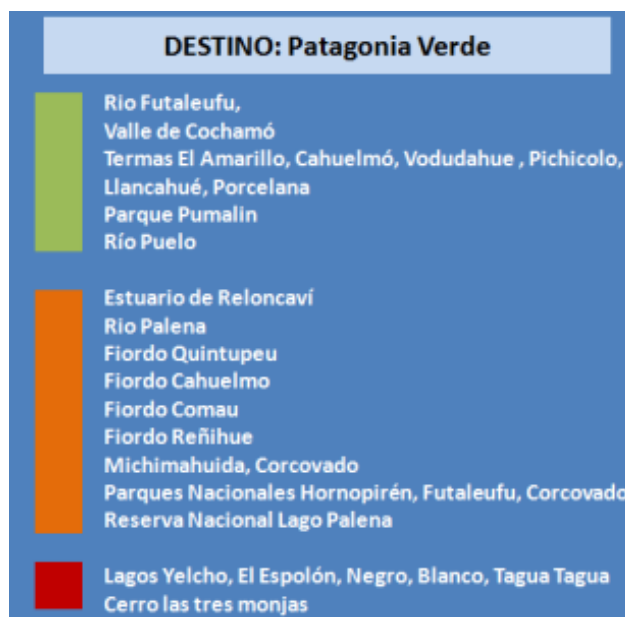 DESTINO: Patagonia Verde
Rio Futaleufu,
Valle de Cochamó
Termas El Amarillo, Cahuelmó, Vodudahue , Pichicolo,
Llancahué, Porcelana
Parque Pumalin
Río Puelo
Estuario de Reloncaví
Rio Palena
Fiordo Quintupeu
Fiordo Cahuelmo
Fiordo Comau
Fiordo Reñihue
Michimahuida, Corcovado
Parques Nacionales Hornopirén, Futaleufu, Corcovado
Reserva Nacional Lago Palena
Lagos Yelcho, El Espolón, Negro, Blanco, Tagua Tagua
Cerro las tres monjas